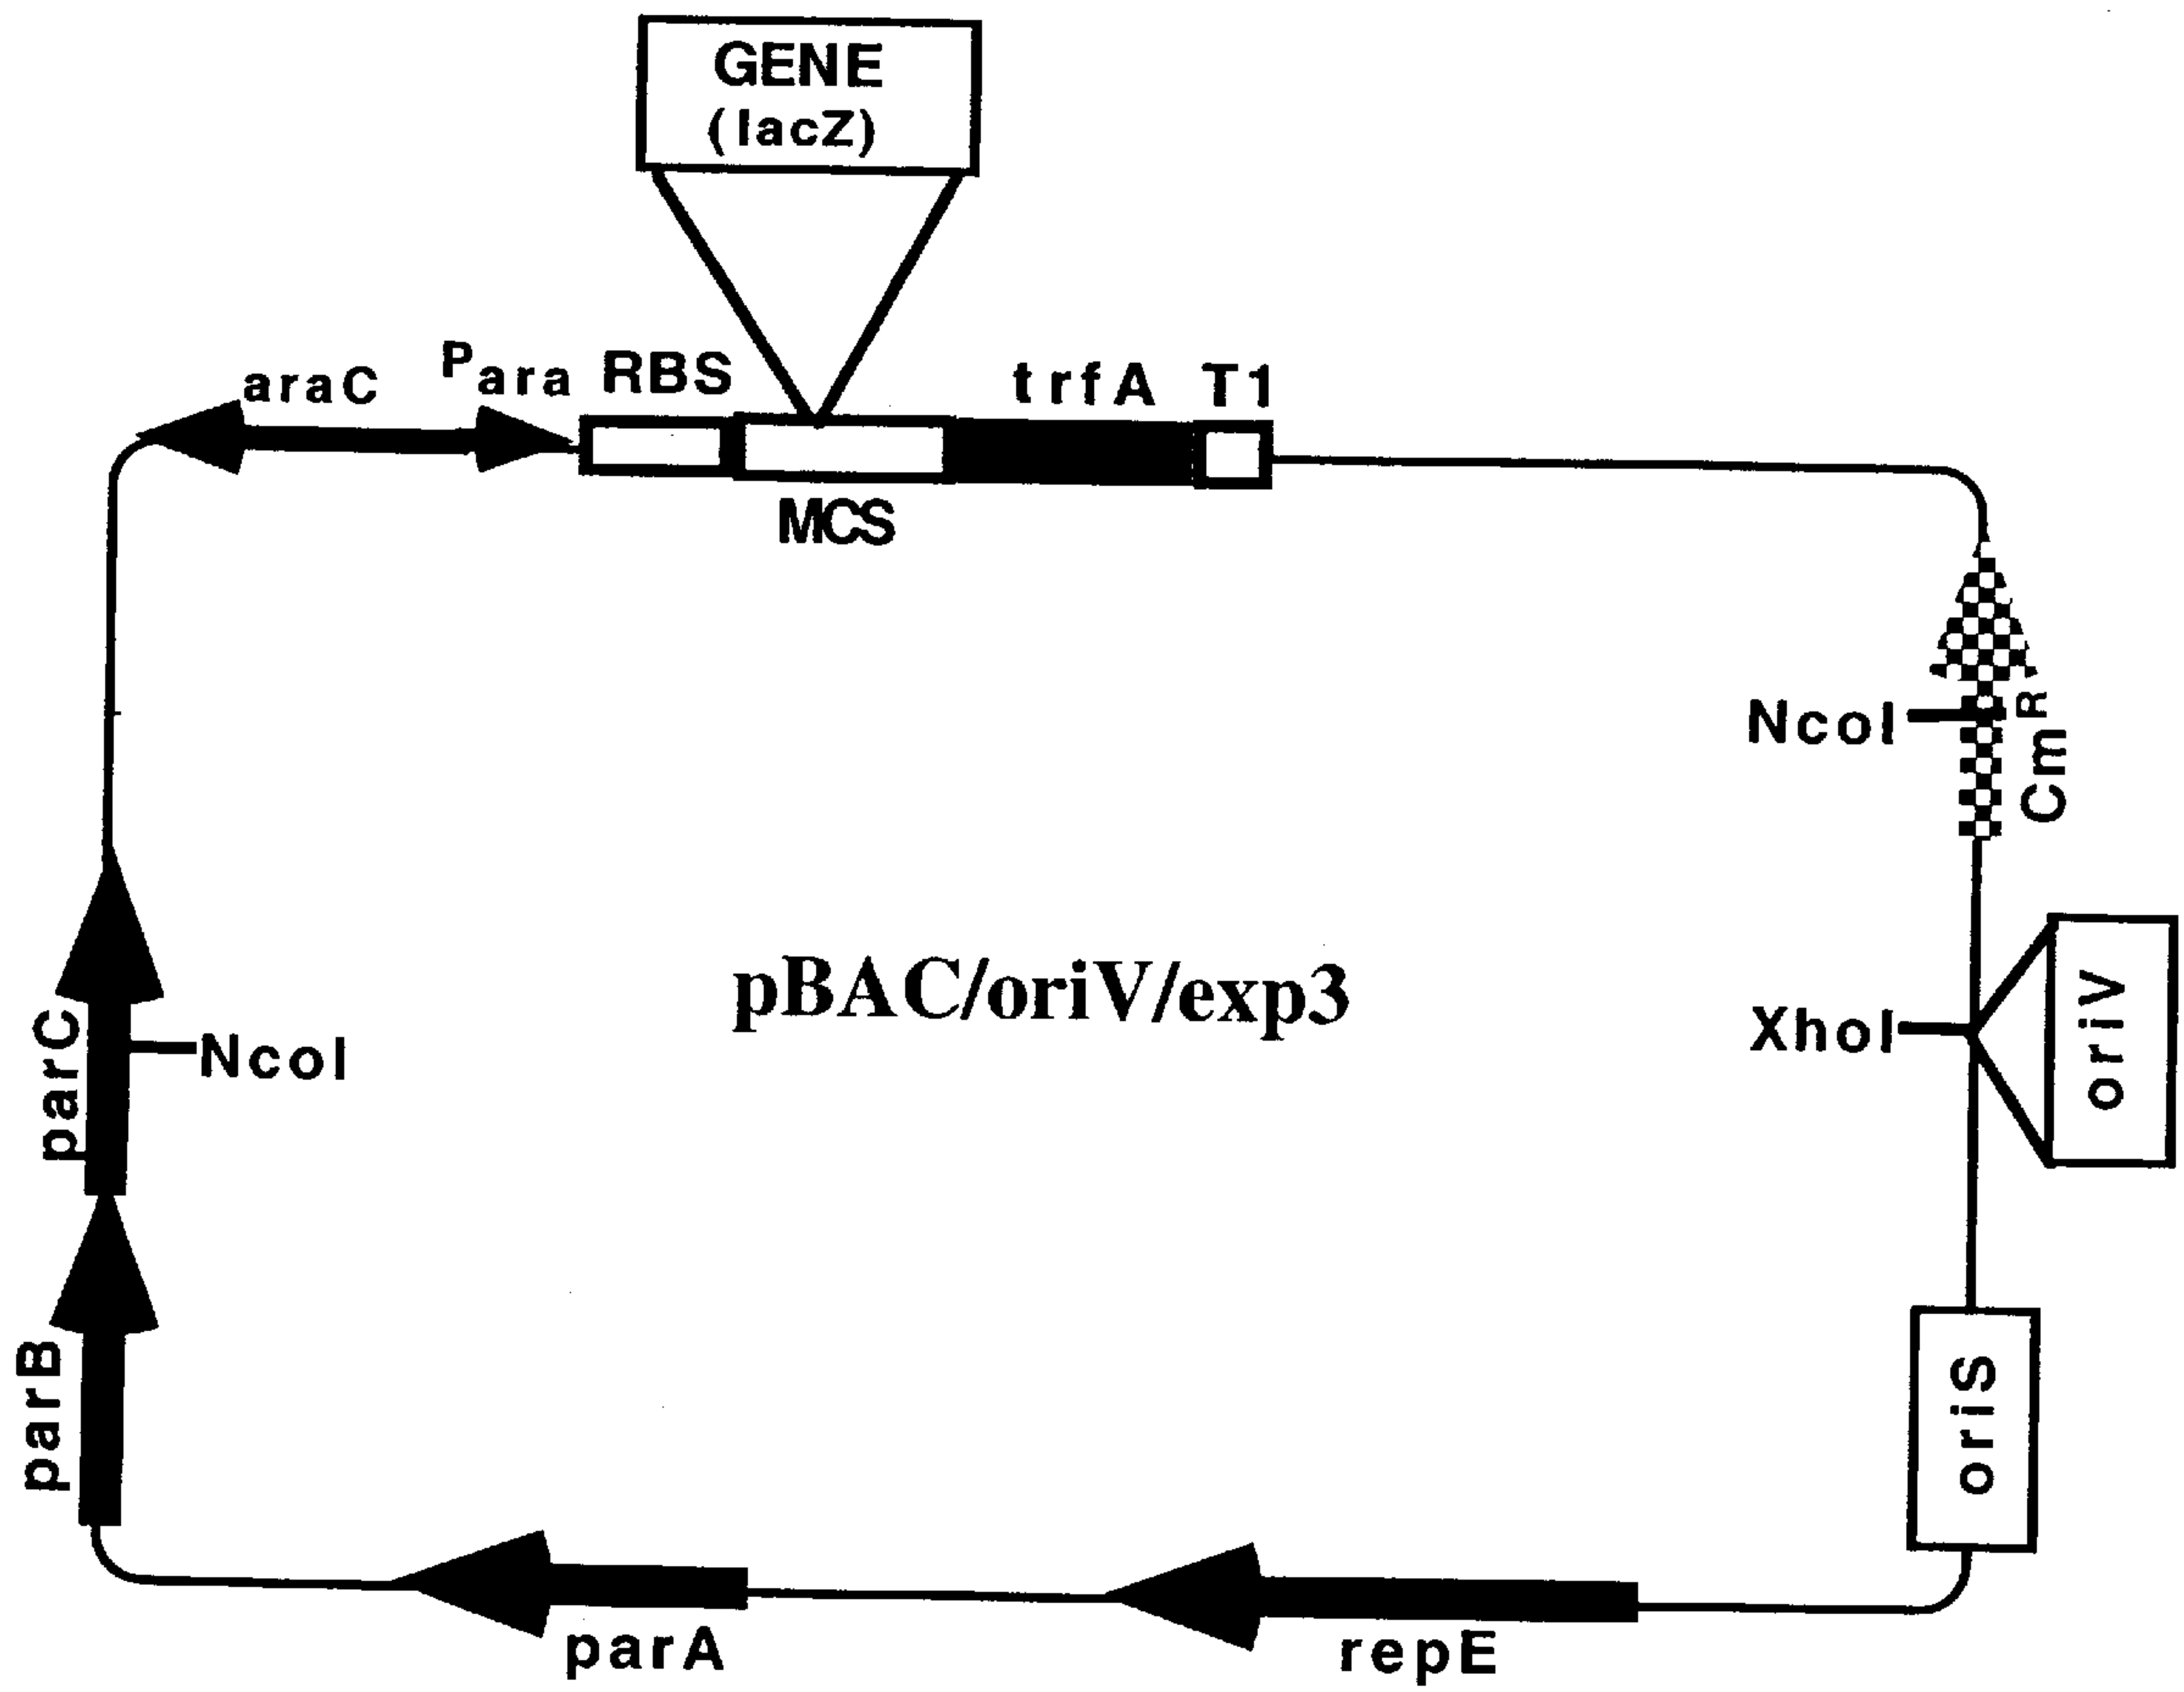 GENE
(lacZ)
araC
Para
RBS
trfA
T1
MCS
NcoI
CmR
pBAC/oriV/exp3
XhoI
oriV
parC
NcoI
oriS
parB
parA
repE